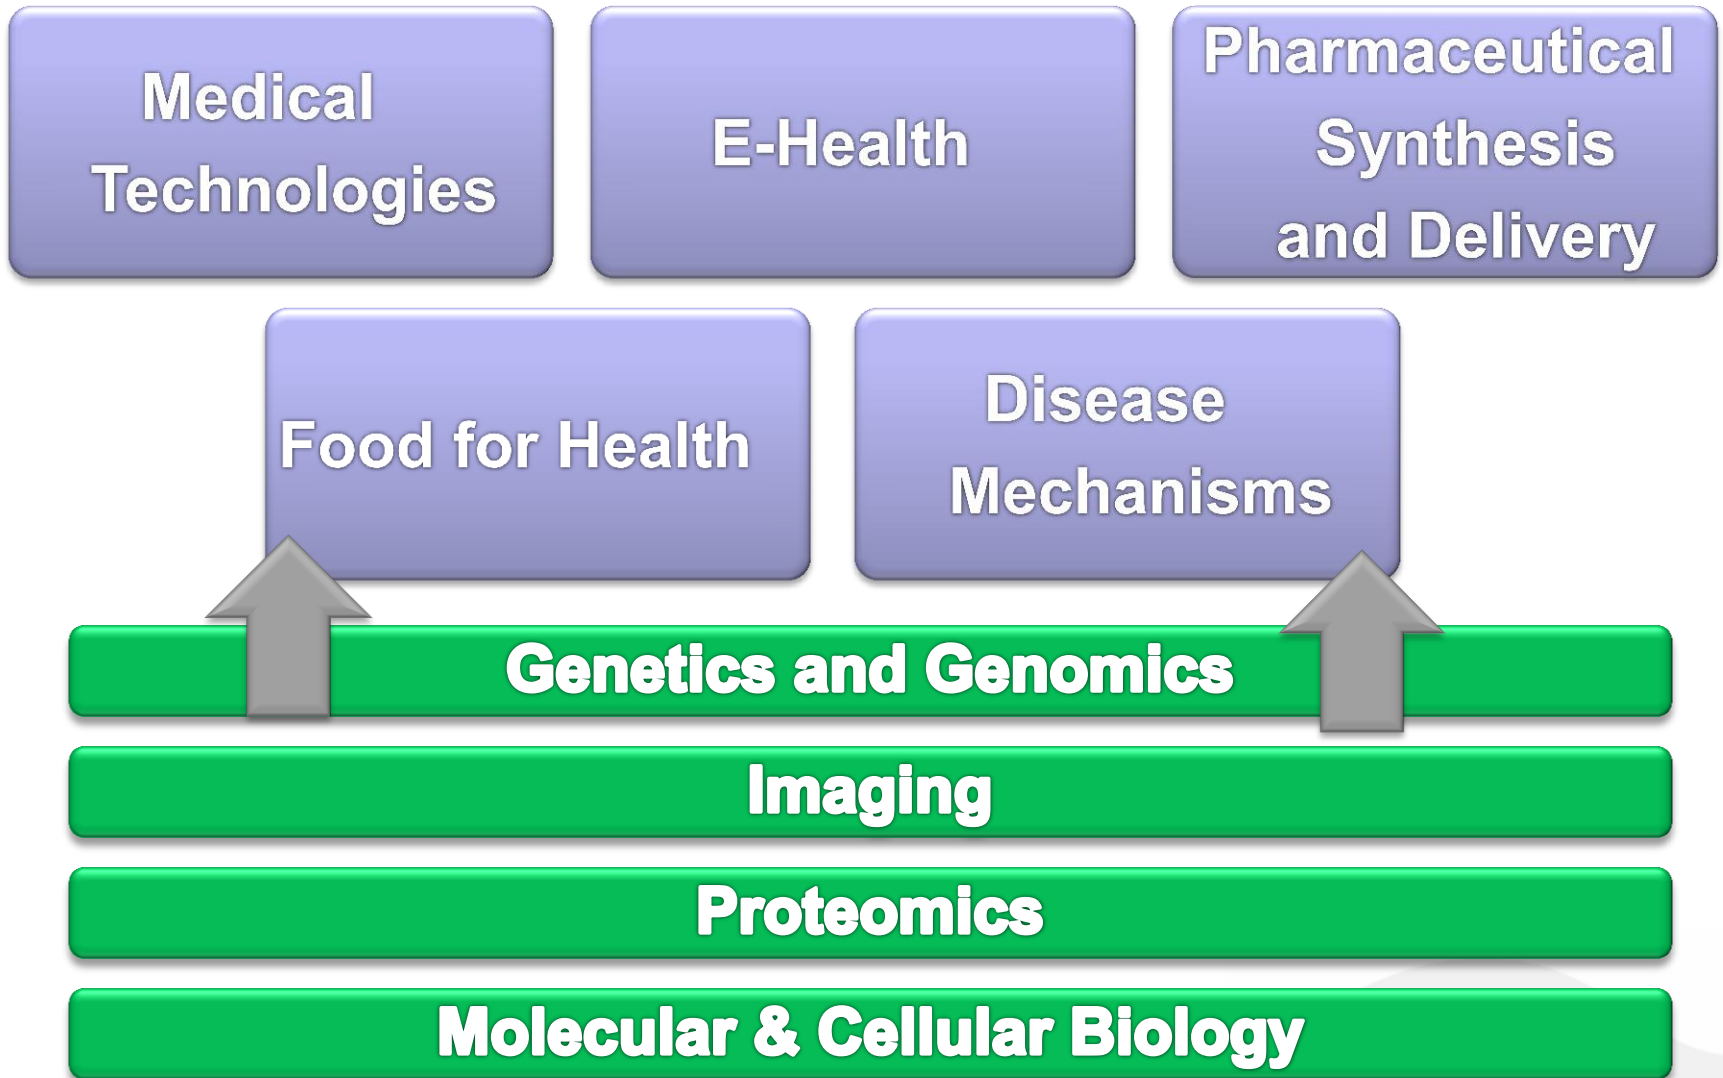 Medical
Technologies
E-Health
Pharmaceutical
Synthesis
and Delivery
Food for Health
Disease
Mechanisms
Genetics and Genomics
Imaging
Proteomics
Molecular & Cellular Biology